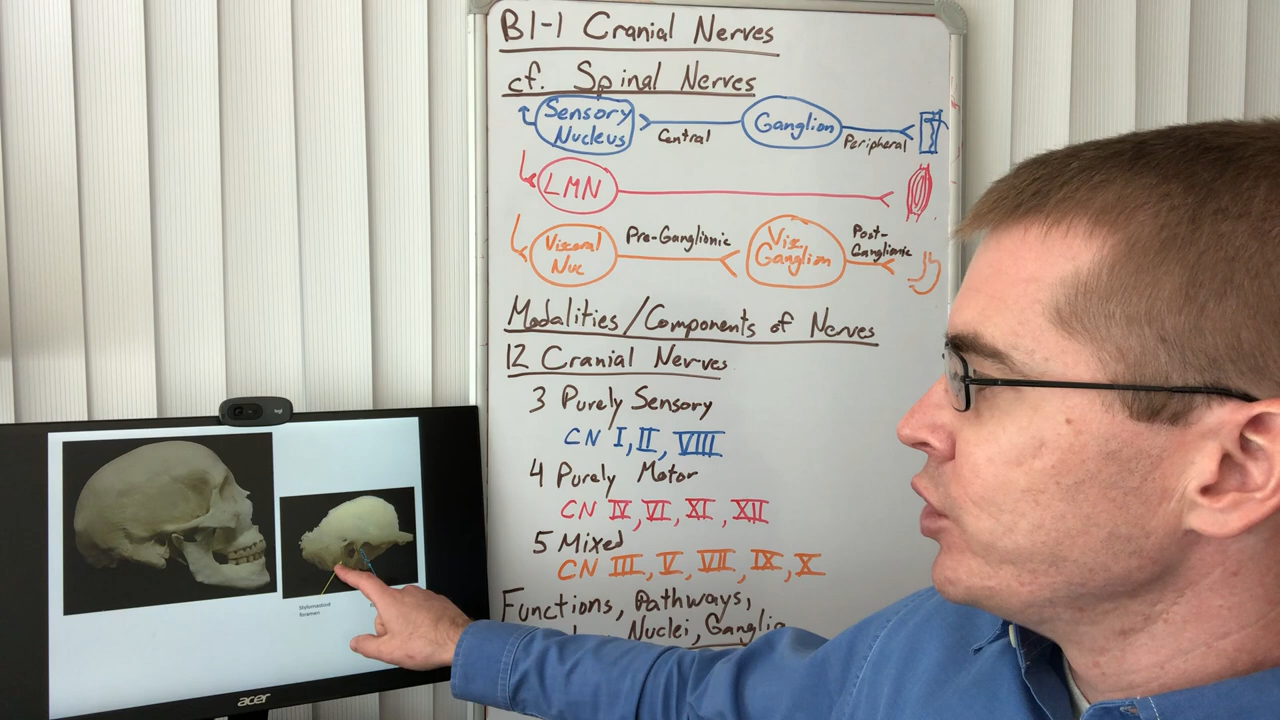 B1-1 Cranial Nerves
cf. Spinal Nerves
Sensory Nucleus
Central
Ganglion
Peripheral
LMN
Visceral Nuc
Pre-Ganglionic
Visc. Ganglion
Post-Ganglionic
Modalities/Components of Nerves
12 Cranial Nerves
3 Purely Sensory
CN I, II, VIII
4 Purely Motor
CN IV, VI, XI, XII
5 Mixed
CN III, V, VII, IX, X
Functions, Pathways,
Nuclei, Ganglia
logi
Stylomastoid
foramen
acer